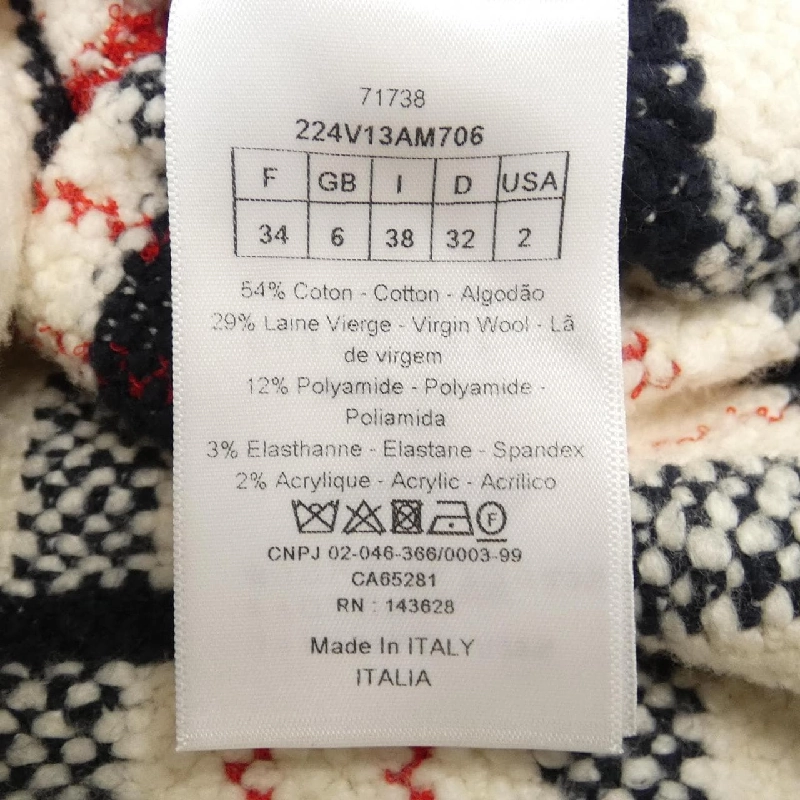 71738
224V13AM706
F GB I D USA
34 6 38 32 2
54% Coton - Cotton - Algodão
29% Laine Vierge - Virgin Wool - Lã
de virgem
12% Polyamide - Polyamide -
Poliamida
3% Elasthanne - Elastane - Spandex
2% Acrylique - Acrylic - Acrilico
F
CNPJ 02-046-366/0003-99
CA65281
RN : 143628
Made In ITALY
ITALIA